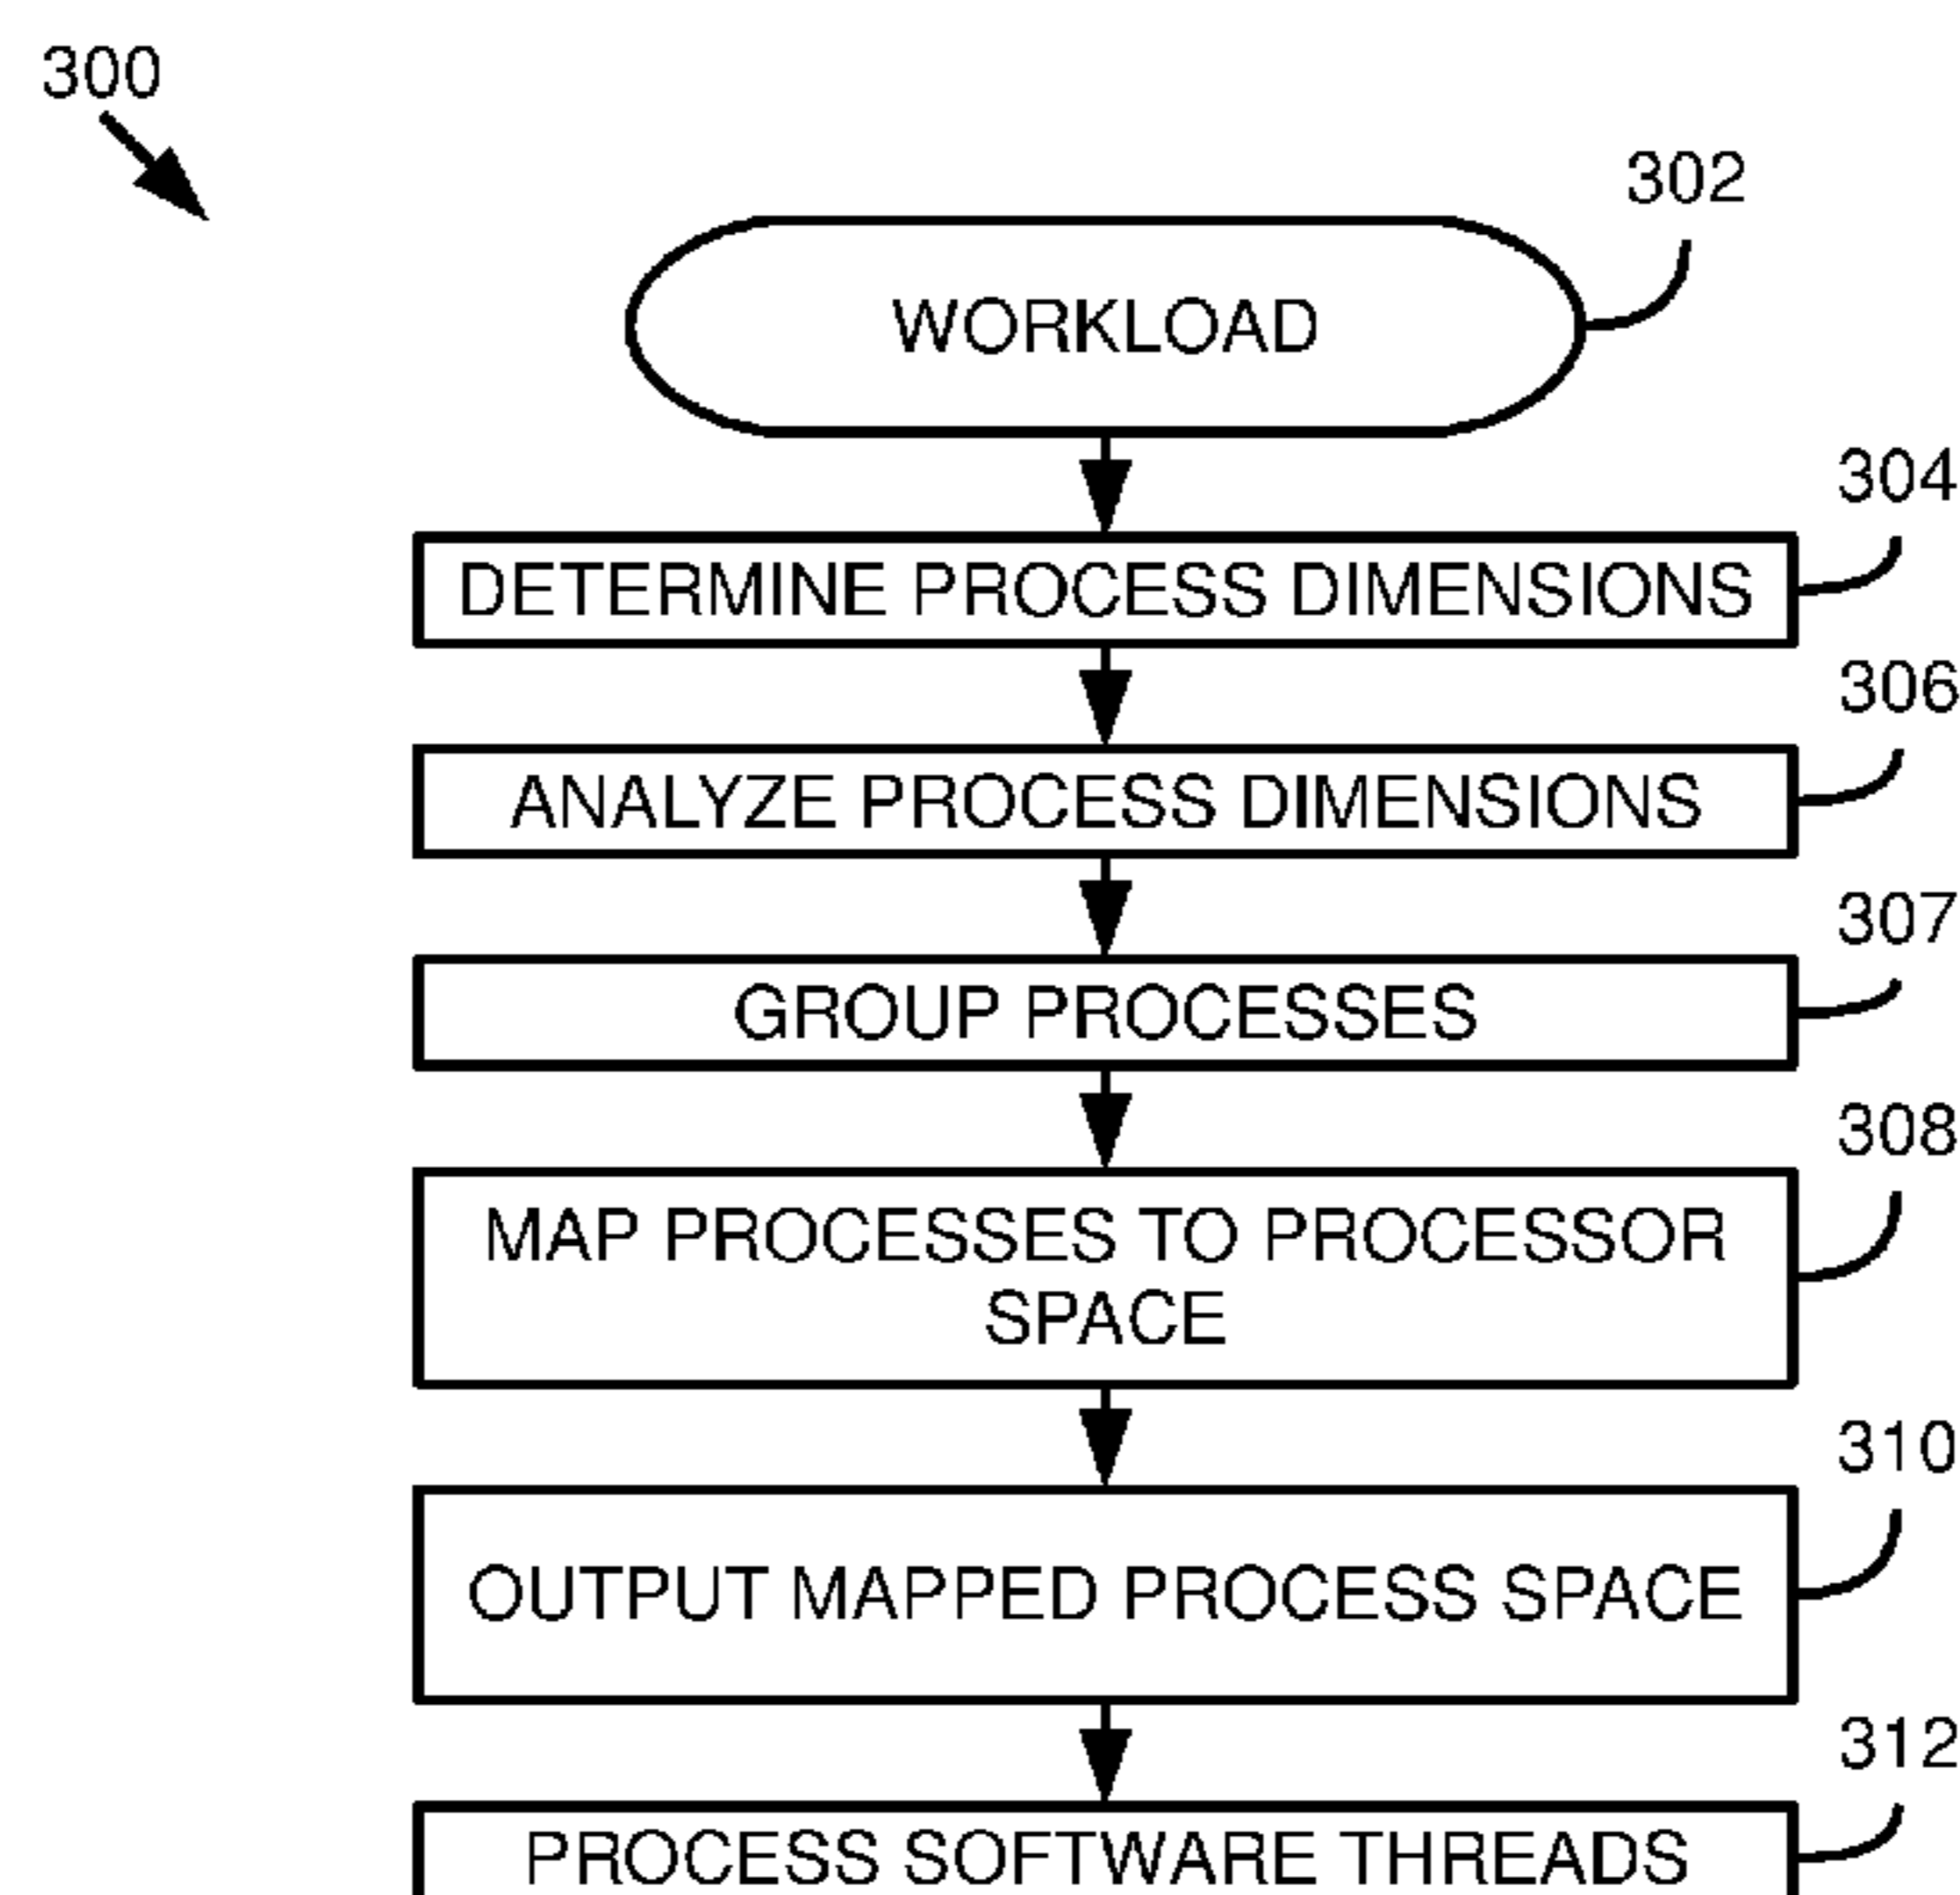 300
302
WORKLOAD
304
DETERMINE PROCESS DIMENSIONS
306
ANALYZE PROCESS DIMENSIONS
307
GROUP PROCESSES
308
MAP PROCESSES TO PROCESSOR
SPACE
310
OUTPUT MAPPED PROCESS SPACE
312
PROCESS SOFTWARE THREADS